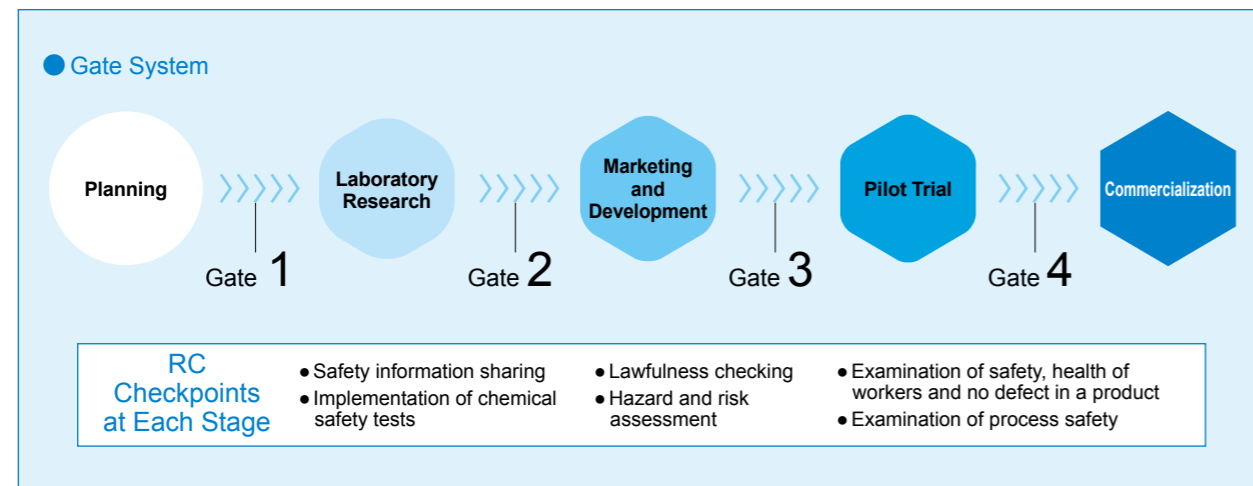 ● Gate System
Planning
Laboratory
Research
Marketing
and
Development
Pilot Trial
Commercialization
Gate 1
Gate 2
Gate 3
Gate 4
RC
Checkpoints
at Each Stage
● Safety information sharing
● Implementation of chemical
safety tests
● Lawfulness checking
● Hazard and risk
assessment
● Examination of safety, health of
workers and no defect in a product
● Examination of process safety